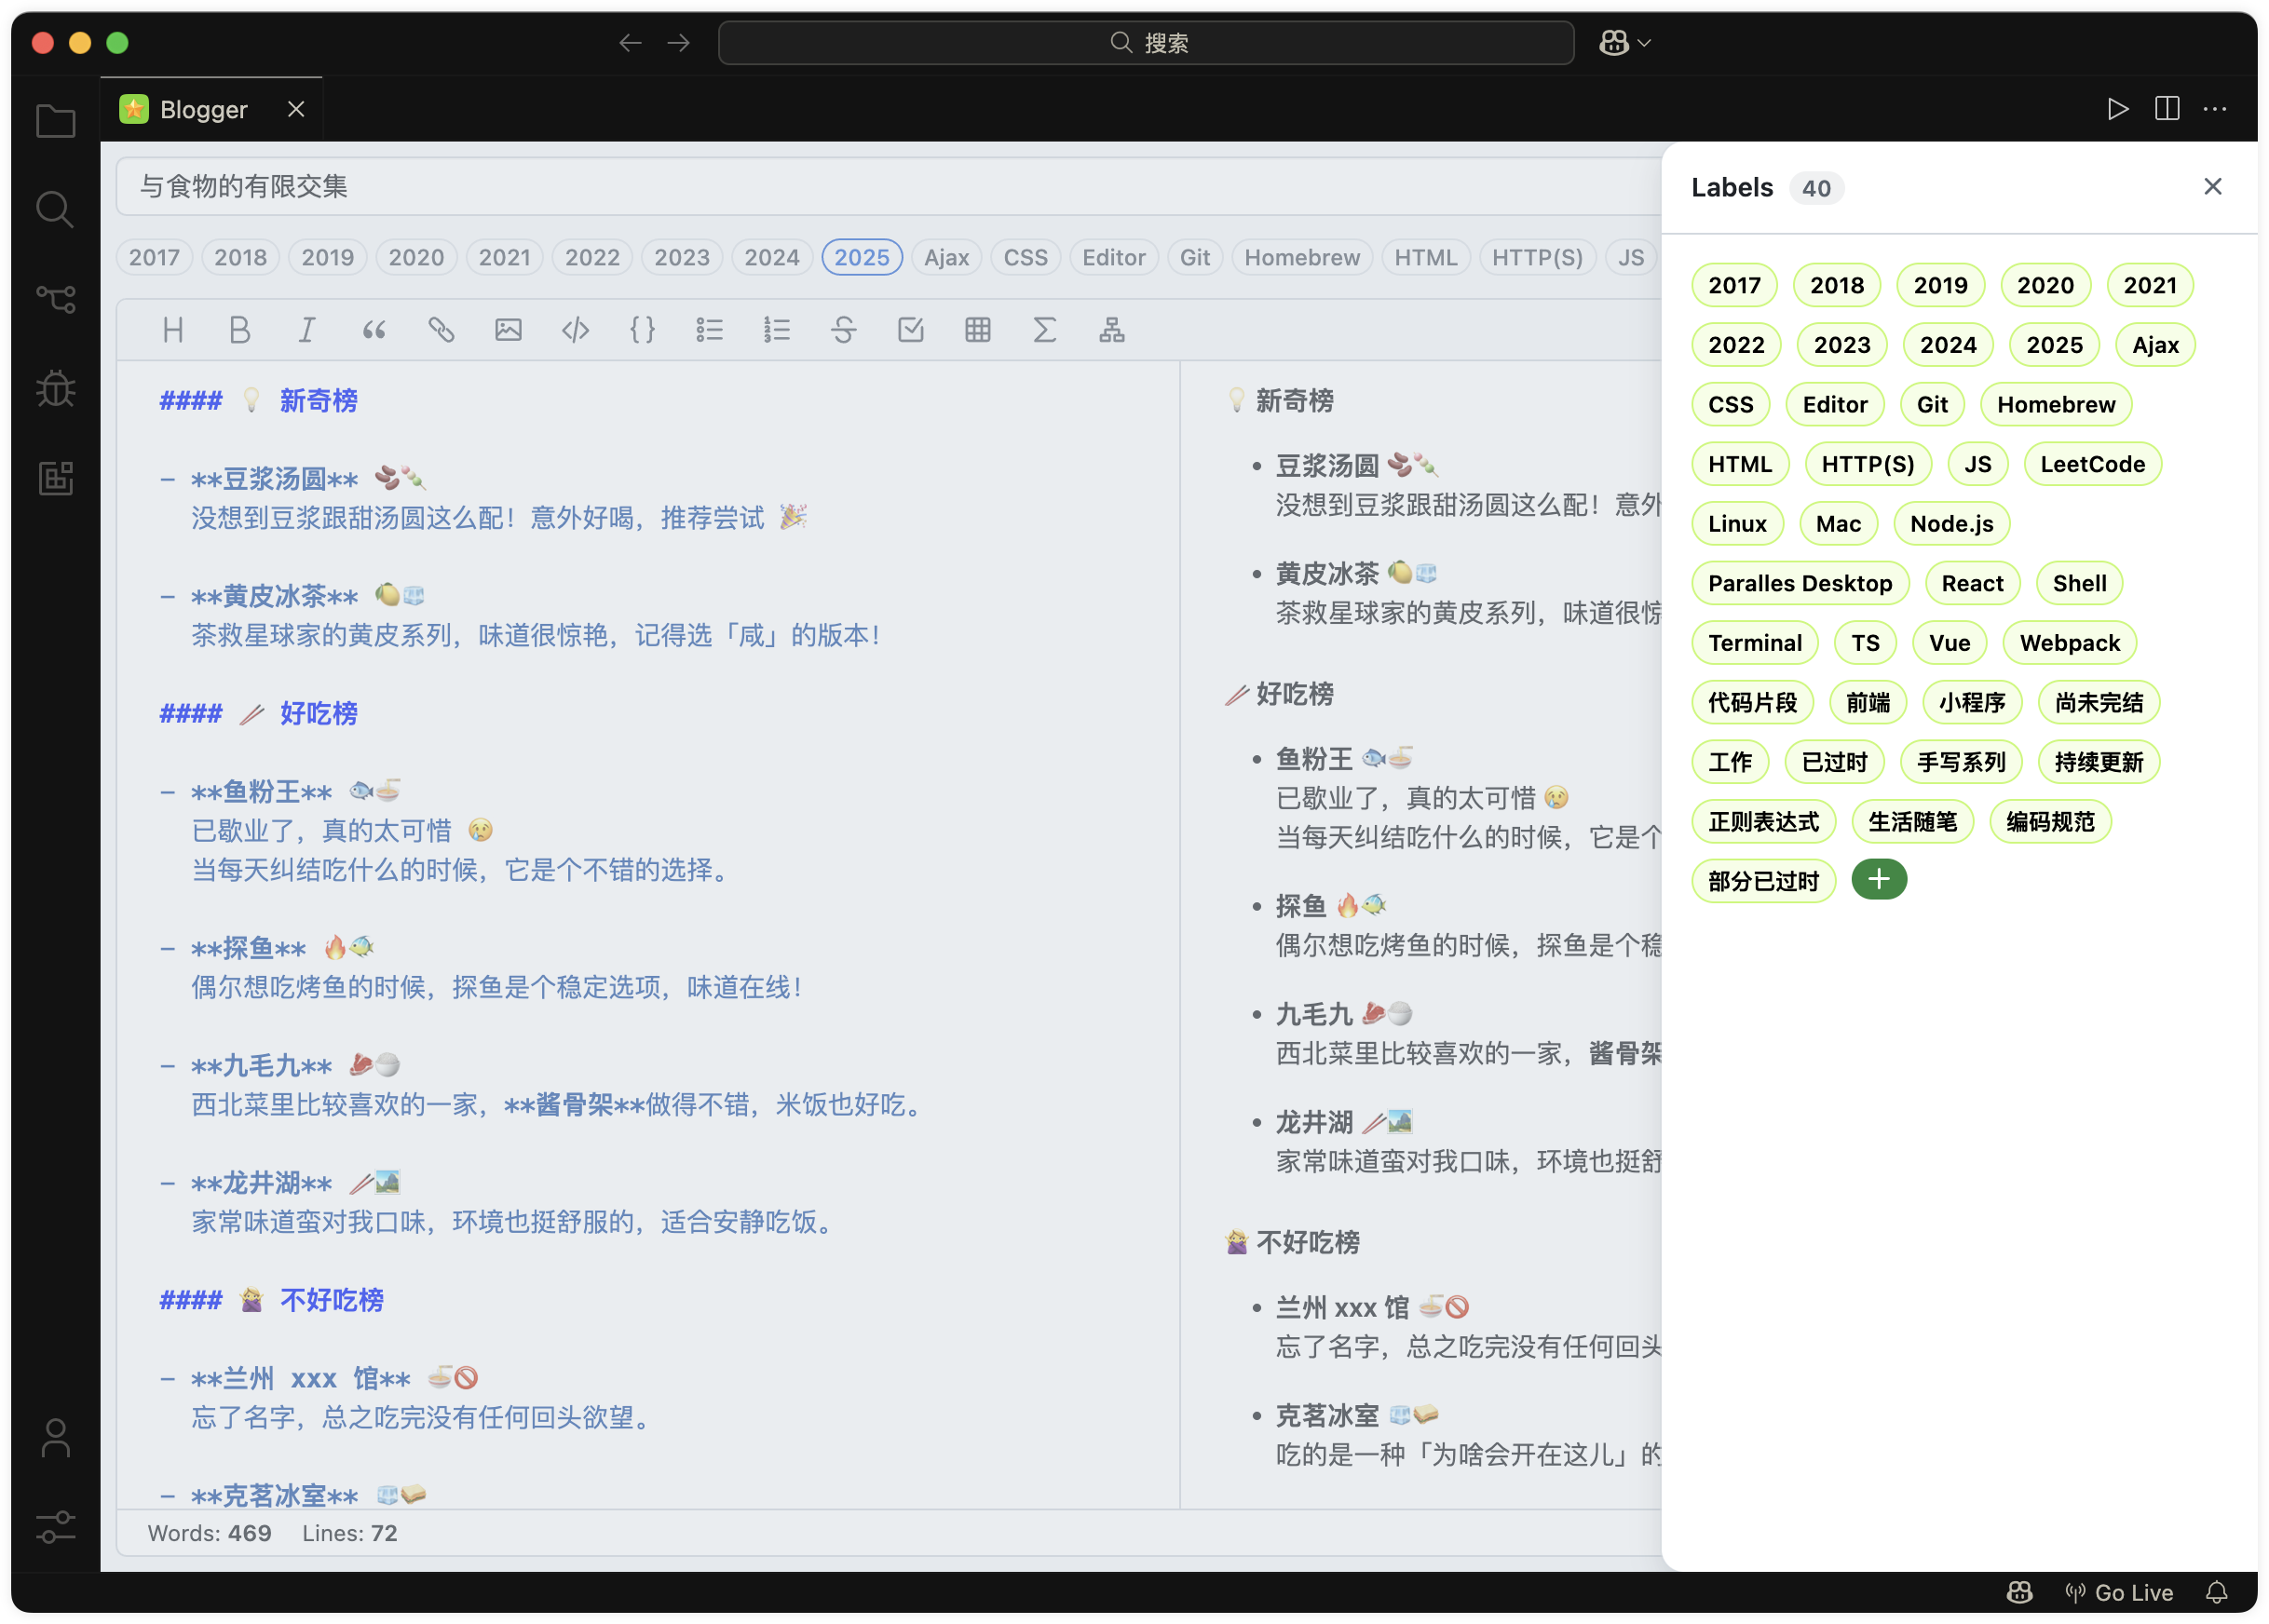 搜索
Blogger
与食物的有限交集
2017 2018 2019 2020 2021 2022 2023 2024 2025 Ajax CSS Editor Git Homebrew HTML HTTP(S) JS
#### 💡 新奇榜
- **豆浆汤圆** 🫘🍡
没想到豆浆跟甜汤圆这么配！意外好喝，推荐尝试 🎉
- **黄皮冰茶** 🍋🧊
茶救星球家的黄皮系列，味道很惊艳，记得选「咸」的版本！
#### 🥢 好吃榜
- **鱼粉王** 🐟🍜
已歇业了，真的太可惜 😢
当每天纠结吃什么的时候，它是个不错的选择。
- **探鱼** 🔥🐠
偶尔想吃烤鱼的时候，探鱼是个稳定选项，味道在线！
- **九毛九** 🥩🍚
西北菜里比较喜欢的一家，**酱骨架**做得不错，米饭也好吃。
- **龙井湖** 🥢🏞️
家常味道蛮对我口味，环境也挺舒服的，适合安静吃饭。
#### 🙅‍♀️ 不好吃榜
- **兰州 xxx 馆** 🍜🚫
忘了名字，总之吃完没有任何回头欲望。
- **克茗冰室** 🧊🥪
💡 新奇榜
• 豆浆汤圆 🫘🍡
没想到豆浆跟甜汤圆这么配！意外
• 黄皮冰茶 🍋🧊
茶救星球家的黄皮系列，味道很惊
🥢 好吃榜
• 鱼粉王 🐟🍜
已歇业了，真的太可惜 😢
当每天纠结吃什么的时候，它是个
• 探鱼 🔥🐠
偶尔想吃烤鱼的时候，探鱼是个稳
• 九毛九 🥩🍚
西北菜里比较喜欢的一家，酱骨架
• 龙井湖 🥢🏞️
家常味道蛮对我口味，环境也挺舒
🙅‍♀️ 不好吃榜
• 兰州 xxx 馆 🍜🚫
忘了名字，总之吃完没有任何回头
• 克茗冰室 🧊🥪
吃的是一种「为啥会开在这儿」的
Words: 469 Lines: 72
Labels 40
2017 2018 2019 2020 2021
2022 2023 2024 2025 Ajax
CSS Editor Git Homebrew
HTML HTTP(S) JS LeetCode
Linux Mac Node.js
Paralles Desktop React Shell
Terminal TS Vue Webpack
代码片段 前端 小程序 尚未完结
工作 已过时 手写系列 持续更新
正则表达式 生活随笔 编码规范
部分已过时
Go Live